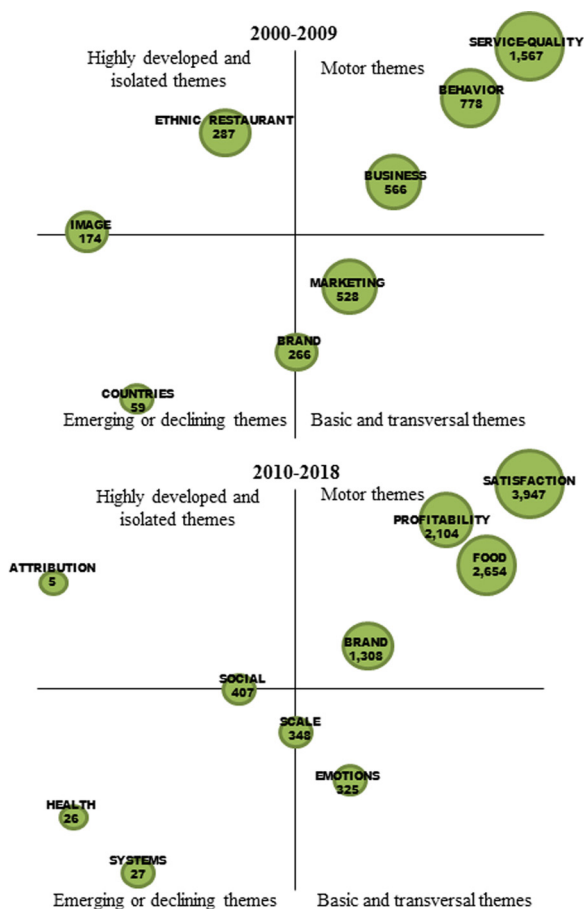 2000-2009
Highly developed and
isolated themes
Motor themes
SERVICE-QUALITY
1,567
BEHAVIOR
778
ETHNIC RESTAURANT
287
BUSINESS
566
IMAGE
174
MARKETING
528
BRAND
266
COUNTRIES
59
Emerging or declining themes
Basic and transversal themes
2010-2018
Highly developed and
isolated themes
Motor themes
SATISFACTION
3,947
PROFITABILITY
2,104
FOOD
2,654
ATTRIBUTION
5
BRAND
1,308
SOCIAL
407
SCALE
348
EMOTIONS
325
HEALTH
26
SYSTEMS
27
Emerging or declining themes
Basic and transversal themes